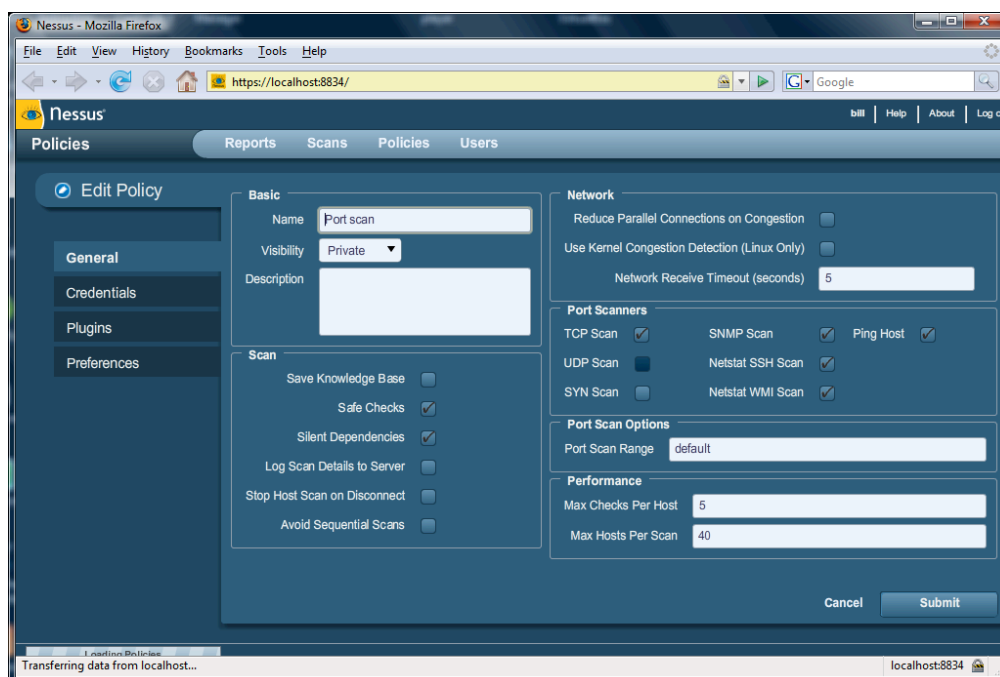 Nessus - Mozilla Firefox
File Edit View History Bookmarks Tools Help
https://localhost:8834/
G Google
nessus
bill Help About Log
Policies
Reports Scans Policies Users
Edit Policy
General
Credentials
Plugins
Preferences
Basic
Name Port scan
Visibility Private
Description
Scan
Save Knowledge Base
Safe Checks
Silent Dependencies
Log Scan Details to Server
Stop Host Scan on Disconnect
Avoid Sequential Scans
Network
Reduce Parallel Connections on Congestion
Use Kernel Congestion Detection (Linux Only)
Network Receive Timeout (seconds) 5
Port Scanners
TCP Scan SNMP Scan Ping Host
UDP Scan Netstat SSH Scan
SYN Scan Netstat WMI Scan
Port Scan Options
Port Scan Range default
Performance
Max Checks Per Host 5
Max Hosts Per Scan 40
Cancel Submit
Loading Policies
Transferring data from localhost...
localhost:8834